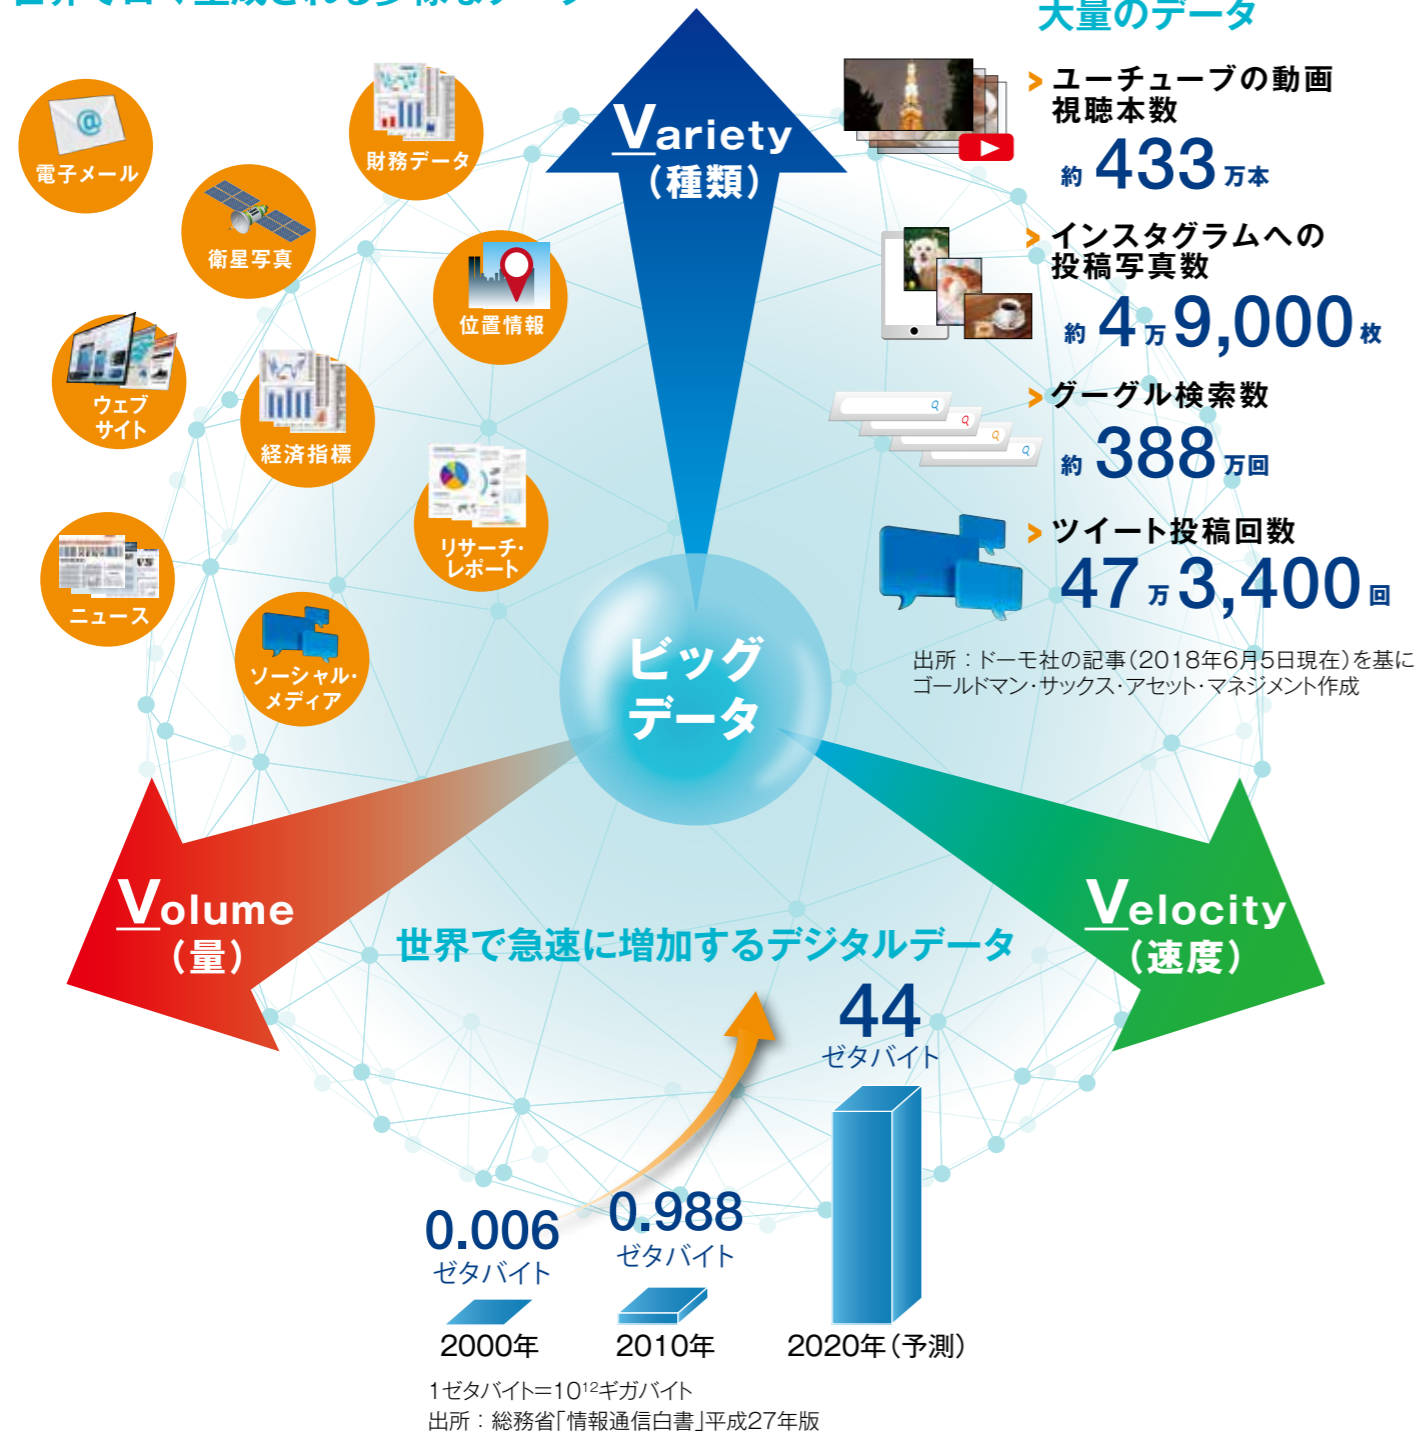 大量のデータ
Variety
（種類）
電子メール
財務データ
衛星写真
位置情報
ウェブ
サイト
経済指標
リサーチ・
レポート
ニュース
ソーシャル・
メディア
ユーチューブの動画
視聴本数
約 433 万本
インスタグラムへの
投稿写真数
約 4万9,000枚
グーグル検索数
約 388 万回
ツイート投稿回数
47万3,400回
出所：ドーモ社の記事（2018年6月5日現在）を基に
ゴールドマン・サックス・アセット・マネジメント作成
ビッグ
データ
Volume
（量）
Velocity
（速度）
世界で急速に増加するデジタルデータ
0.006
ゼタバイト
2000年
0.988
ゼタバイト
2010年
44
ゼタバイト
2020年（予測）
1ゼタバイト＝10¹²ギガバイト
出所：総務省「情報通信白書」平成27年版